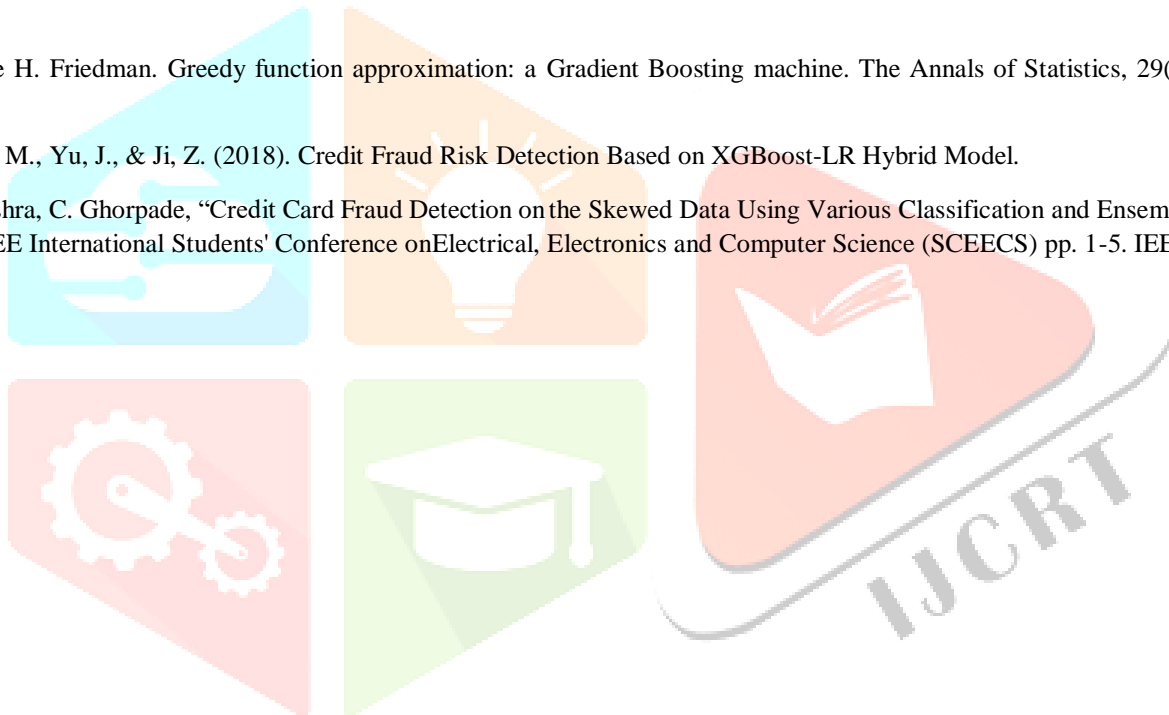 e H. Friedman. Greedy function approximation: a Gradient Boosting machine. The Annals of Statistics, 29(
M., Yu, J., & Ji, Z. (2018). Credit Fraud Risk Detection Based on XGBoost-LR Hybrid Model.
shra, C. Ghorpade, “Credit Card Fraud Detection on the Skewed Data Using Various Classification and Ensem
EE International Students' Conference onElectrical, Electronics and Computer Science (SCEECS) pp. 1-5. IEE
IJCRT